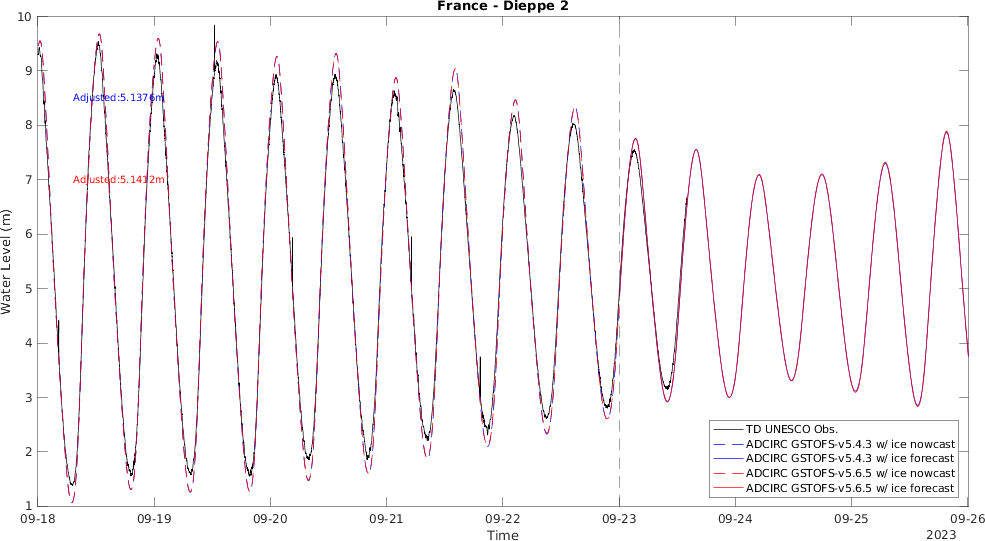 France - Dieppe 2
10
9
8
7
6
5
4
3
2
1
Water Level (m)
Adjusted:5.1376m
Adjusted:5.1412m
TD UNESCO Obs.
ADCIRC GSTOFS-v5.4.3 w/ ice nowcast
ADCIRC GSTOFS-v5.4.3 w/ ice forecast
ADCIRC GSTOFS-v5.6.5 w/ ice nowcast
ADCIRC GSTOFS-v5.6.5 w/ ice forecast
09-18 09-19 09-20 09-21 09-22 09-23 09-24 09-25 09-26
Time
2023